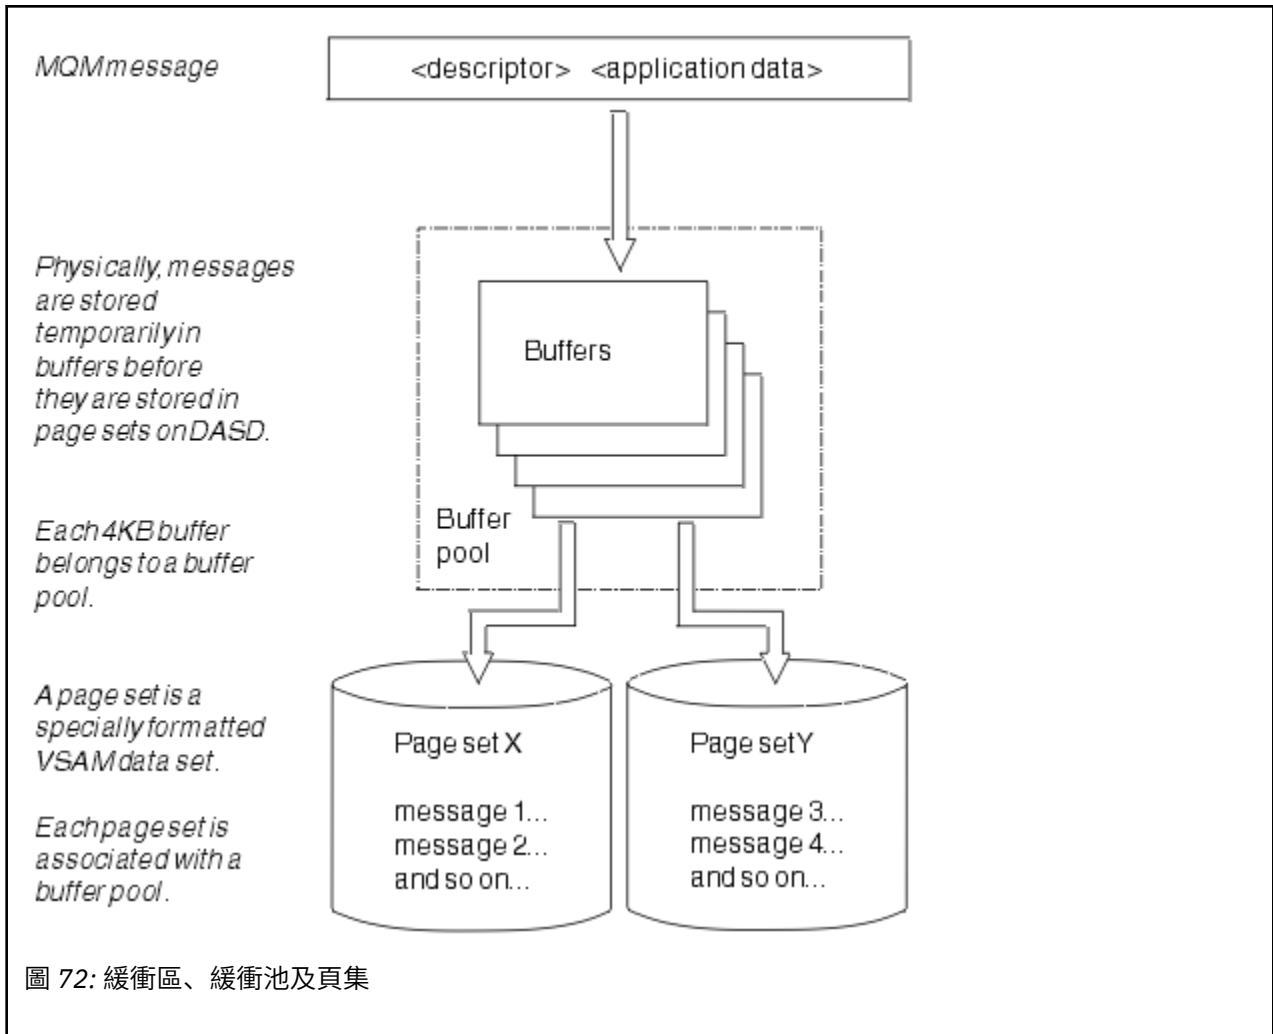 MQM message
<descriptor> <application data>
Physically, messages
are stored
temporarily in
buffers before
they are stored in
page sets on DASD.
Buffers
Each 4KB buffer
belongs to a buffer
pool.
Buffer
pool
A page set is a
specially formatted
VSAM data set.
Each page set is
associated with a
buffer pool.
Page set X
message 1...
message 2...
and so on...
Page set Y
message 3...
message 4...
and so on...
圖 72: 緩衝區、緩衝池及頁集